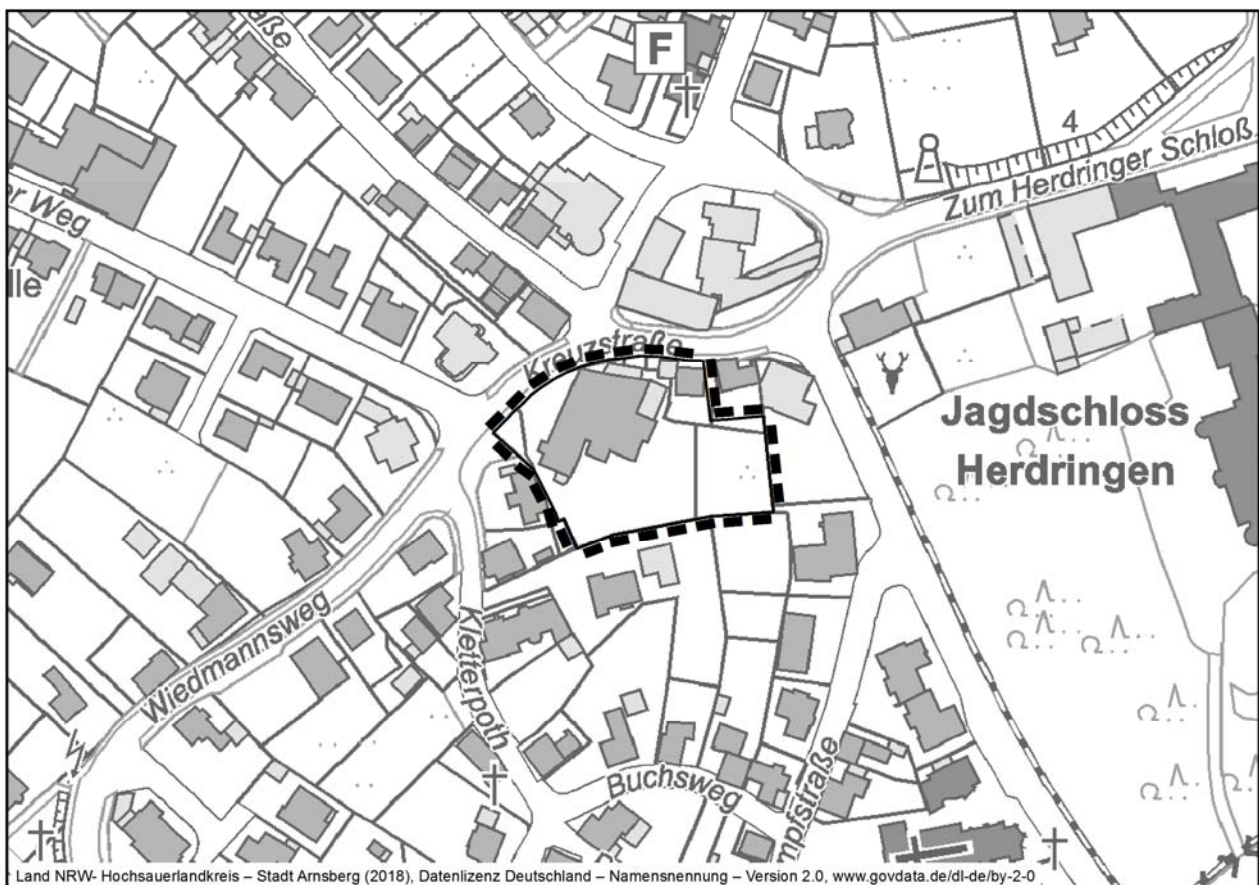 aße
F
4
Zum Herdringer Schloß
er Weg
lle
Kreuzstraße
Jagdschloss
Herdringen
Wiedmannsweg
Kletterpoth
Buchsweg
mpfstraße
Land NRW- Hochsauerlandkreis – Stadt Arnsberg (2018), Datenlizenz Deutschland – Namensnennung – Version 2.0, www.govdata.de/dl-de/by-2-0